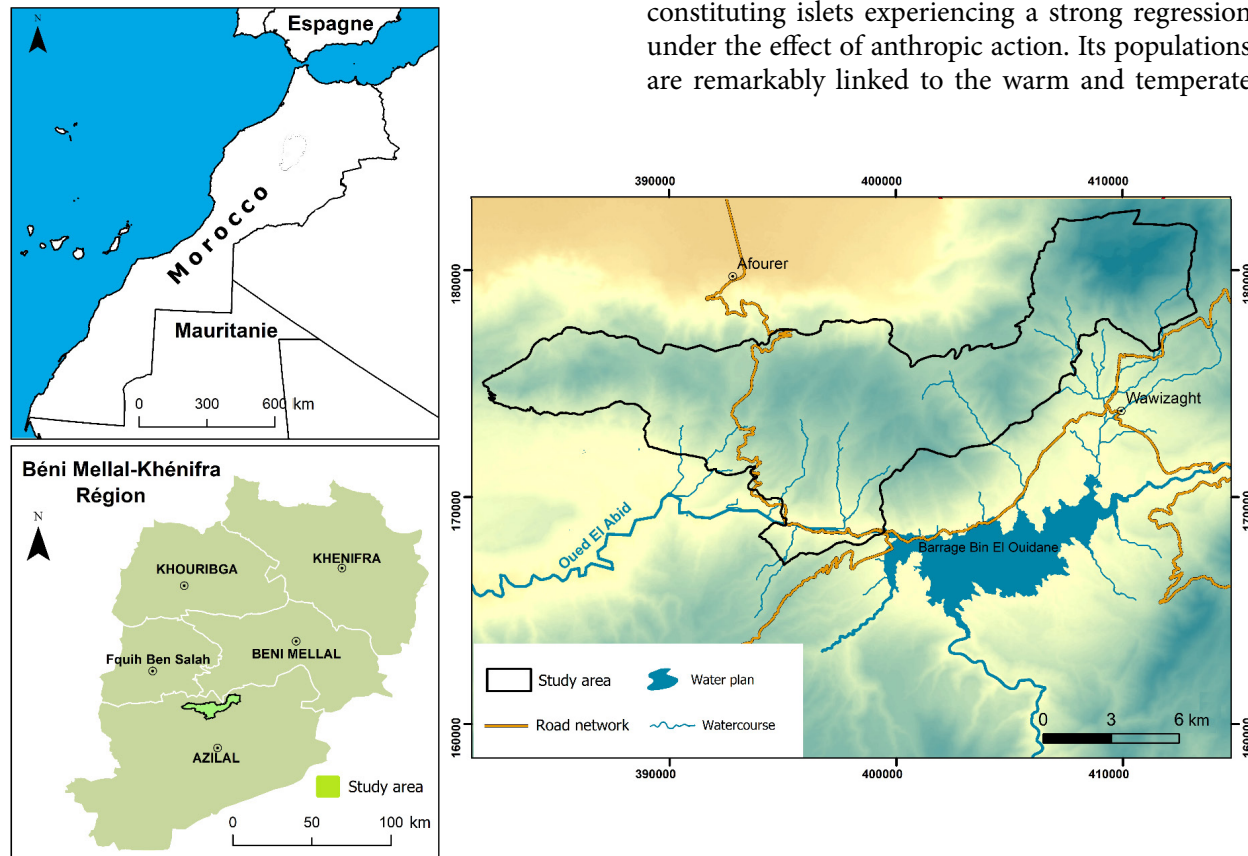 constituting islets experiencing a strong regression
under the effect of anthropic action. Its populations
are remarkably linked to the warm and temperate
N
Espagne
Morocco
Mauritanie
0 300 600 km
Béni Mellal-Khénifra
Région
N
KHENIFRA
KHOURIBGA
BENI MELLAL
Fquih Ben Salah
AZILAL
Study area
0 50 100 km
390000 400000 410000
180000
180000
Afourer
Wawizaght
170000
170000
Oued El Abid
Barrage Bin El Ouidane
Study area
Water plan
Road network
Watercourse
0 3 6 km
160000
390000 400000 410000